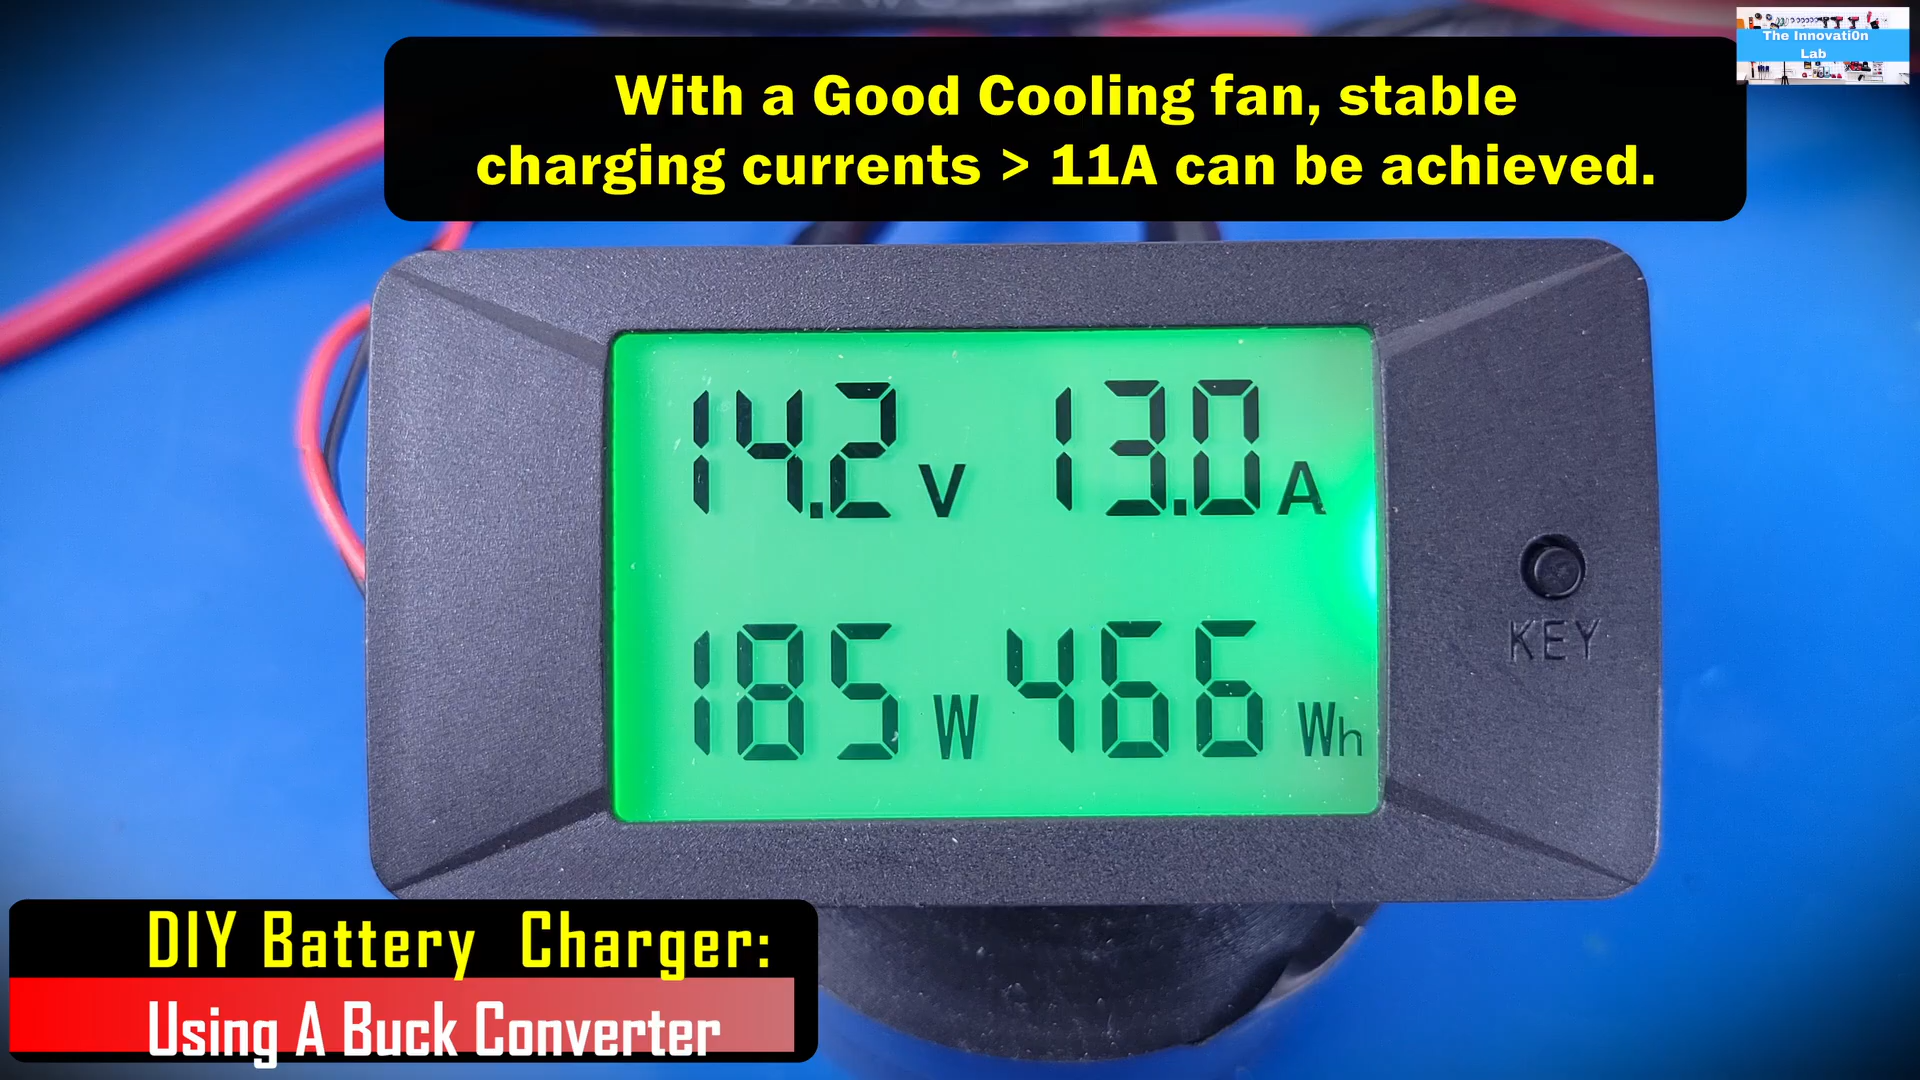 The Innovati0n
Lab
With a Good Cooling fan, stable
charging currents > 11A can be achieved.
14.2 V 13.0 A
185 W 466 Wh
KEY
DIY Battery Charger:
Using A Buck Converter